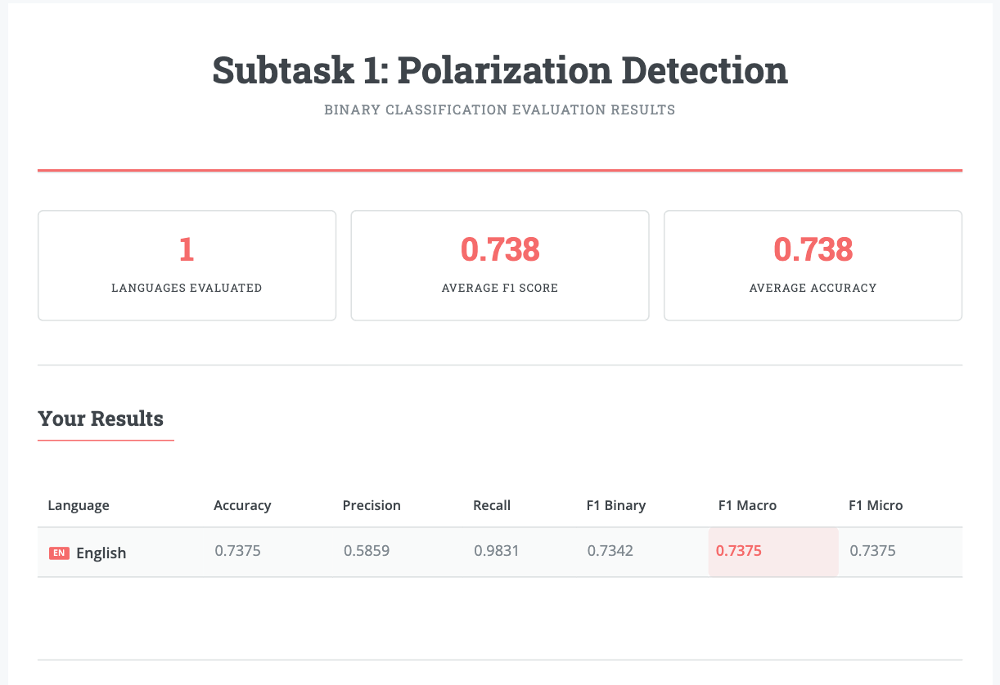 Subtask 1: Polarization Detection
BINARY CLASSIFICATION EVALUATION RESULTS
1
LANGUAGES EVALUATED
0.738
AVERAGE F1 SCORE
0.738
AVERAGE ACCURACY
Your Results
Language Accuracy Precision Recall F1 Binary F1 Macro F1 Micro
EN English 0.7375 0.5859 0.9831 0.7342 0.7375 0.7375